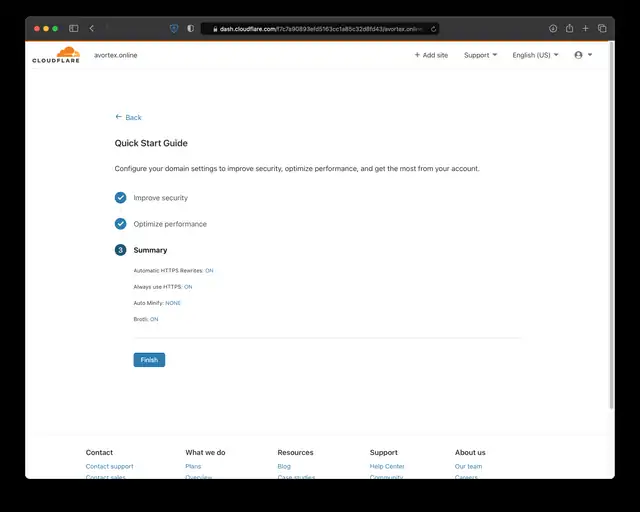 dash.cloudflare.com/f7c7a90893efd5163cc1a85c32d8fd43/avortex.online
CLOUDFLARE avortex.online + Add site Support English (US)
← Back
Quick Start Guide
Configure your domain settings to improve security, optimize performance, and get the most from your account.
Improve security
Optimize performance
3 Summary
Automatic HTTPS Rewrites: ON
Always use HTTPS: ON
Auto Minify: NONE
Brotli: ON
Finish
Contact What we do Resources Support About us
Contact support Plans Blog Help Center Our team
Contact sales Overview Case studies Community Careers